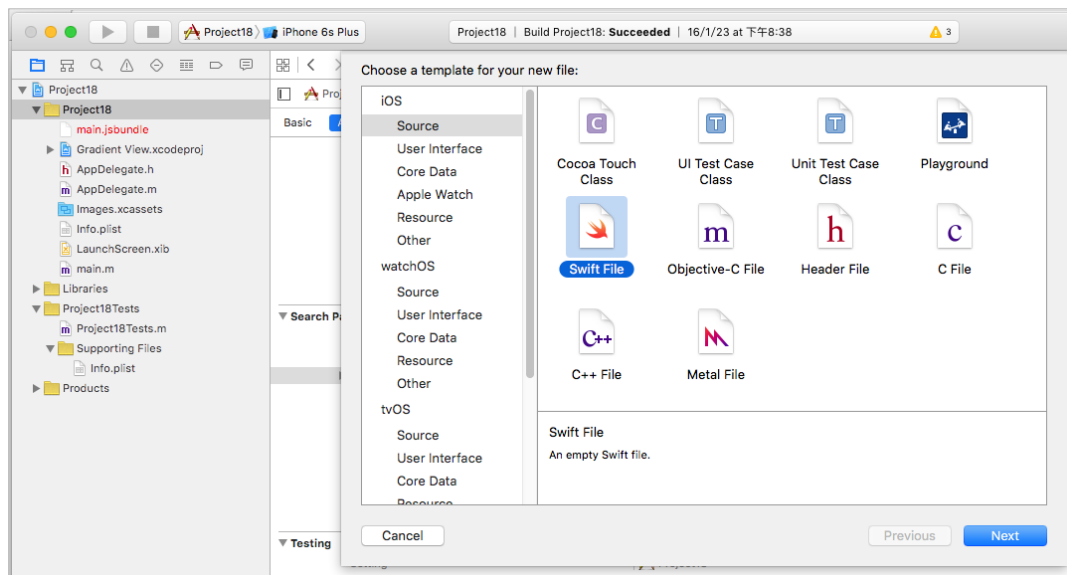 Project18
iPhone 6s Plus
Project18 | Build Project18: Succeeded | 16/1/23 at 下午8:38
3
Project18
Project18
main.jsbundle
Gradient View.xcodeproj
AppDelegate.h
AppDelegate.m
Images.xcassets
Info.plist
LaunchScreen.xib
main.m
Libraries
Project18Tests
Project18Tests.m
Supporting Files
Info.plist
Products
Basic
Search Pa
Testing
Choose a template for your new file:
iOS
Source
User Interface
Core Data
Apple Watch
Resource
Other
watchOS
Source
User Interface
Core Data
Resource
Other
tvOS
Source
User Interface
Core Data
Resource
C
Cocoa Touch
Class
T
UI Test Case
Class
T
Unit Test Case
Class
Playground
Swift File
m
Objective-C File
h
Header File
c
C File
C++
C++ File
Metal File
Swift File
An empty Swift file.
Cancel
Previous
Next